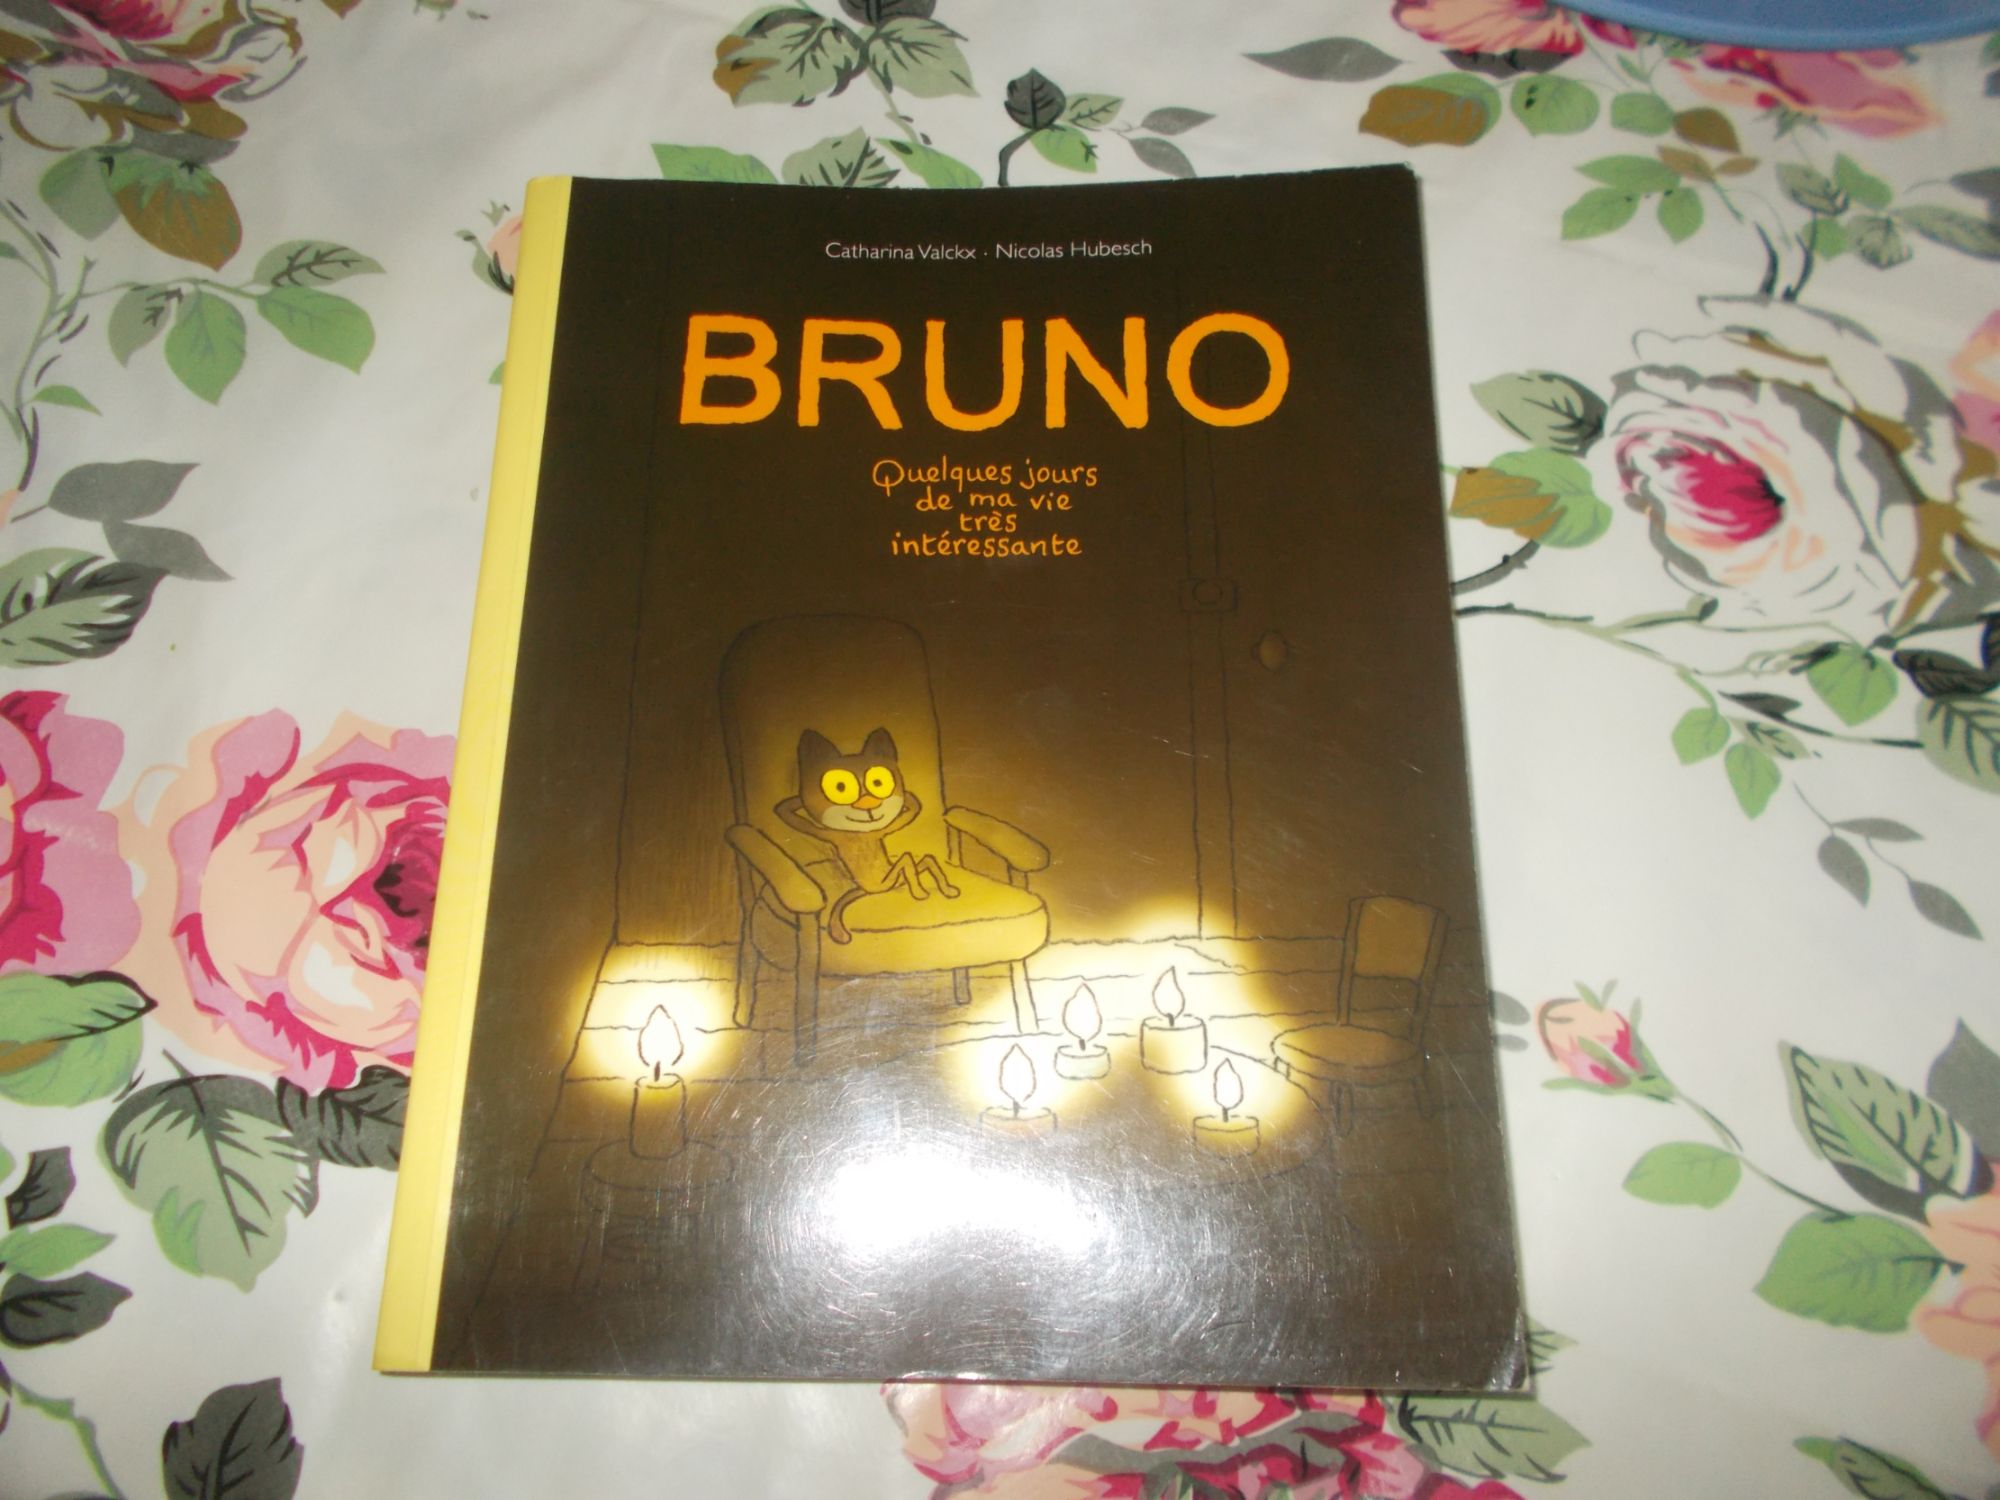 Catharina Valckx · Nicolas Hubesch
BRUNO
Quelques jours
de ma vie
très
intéressante